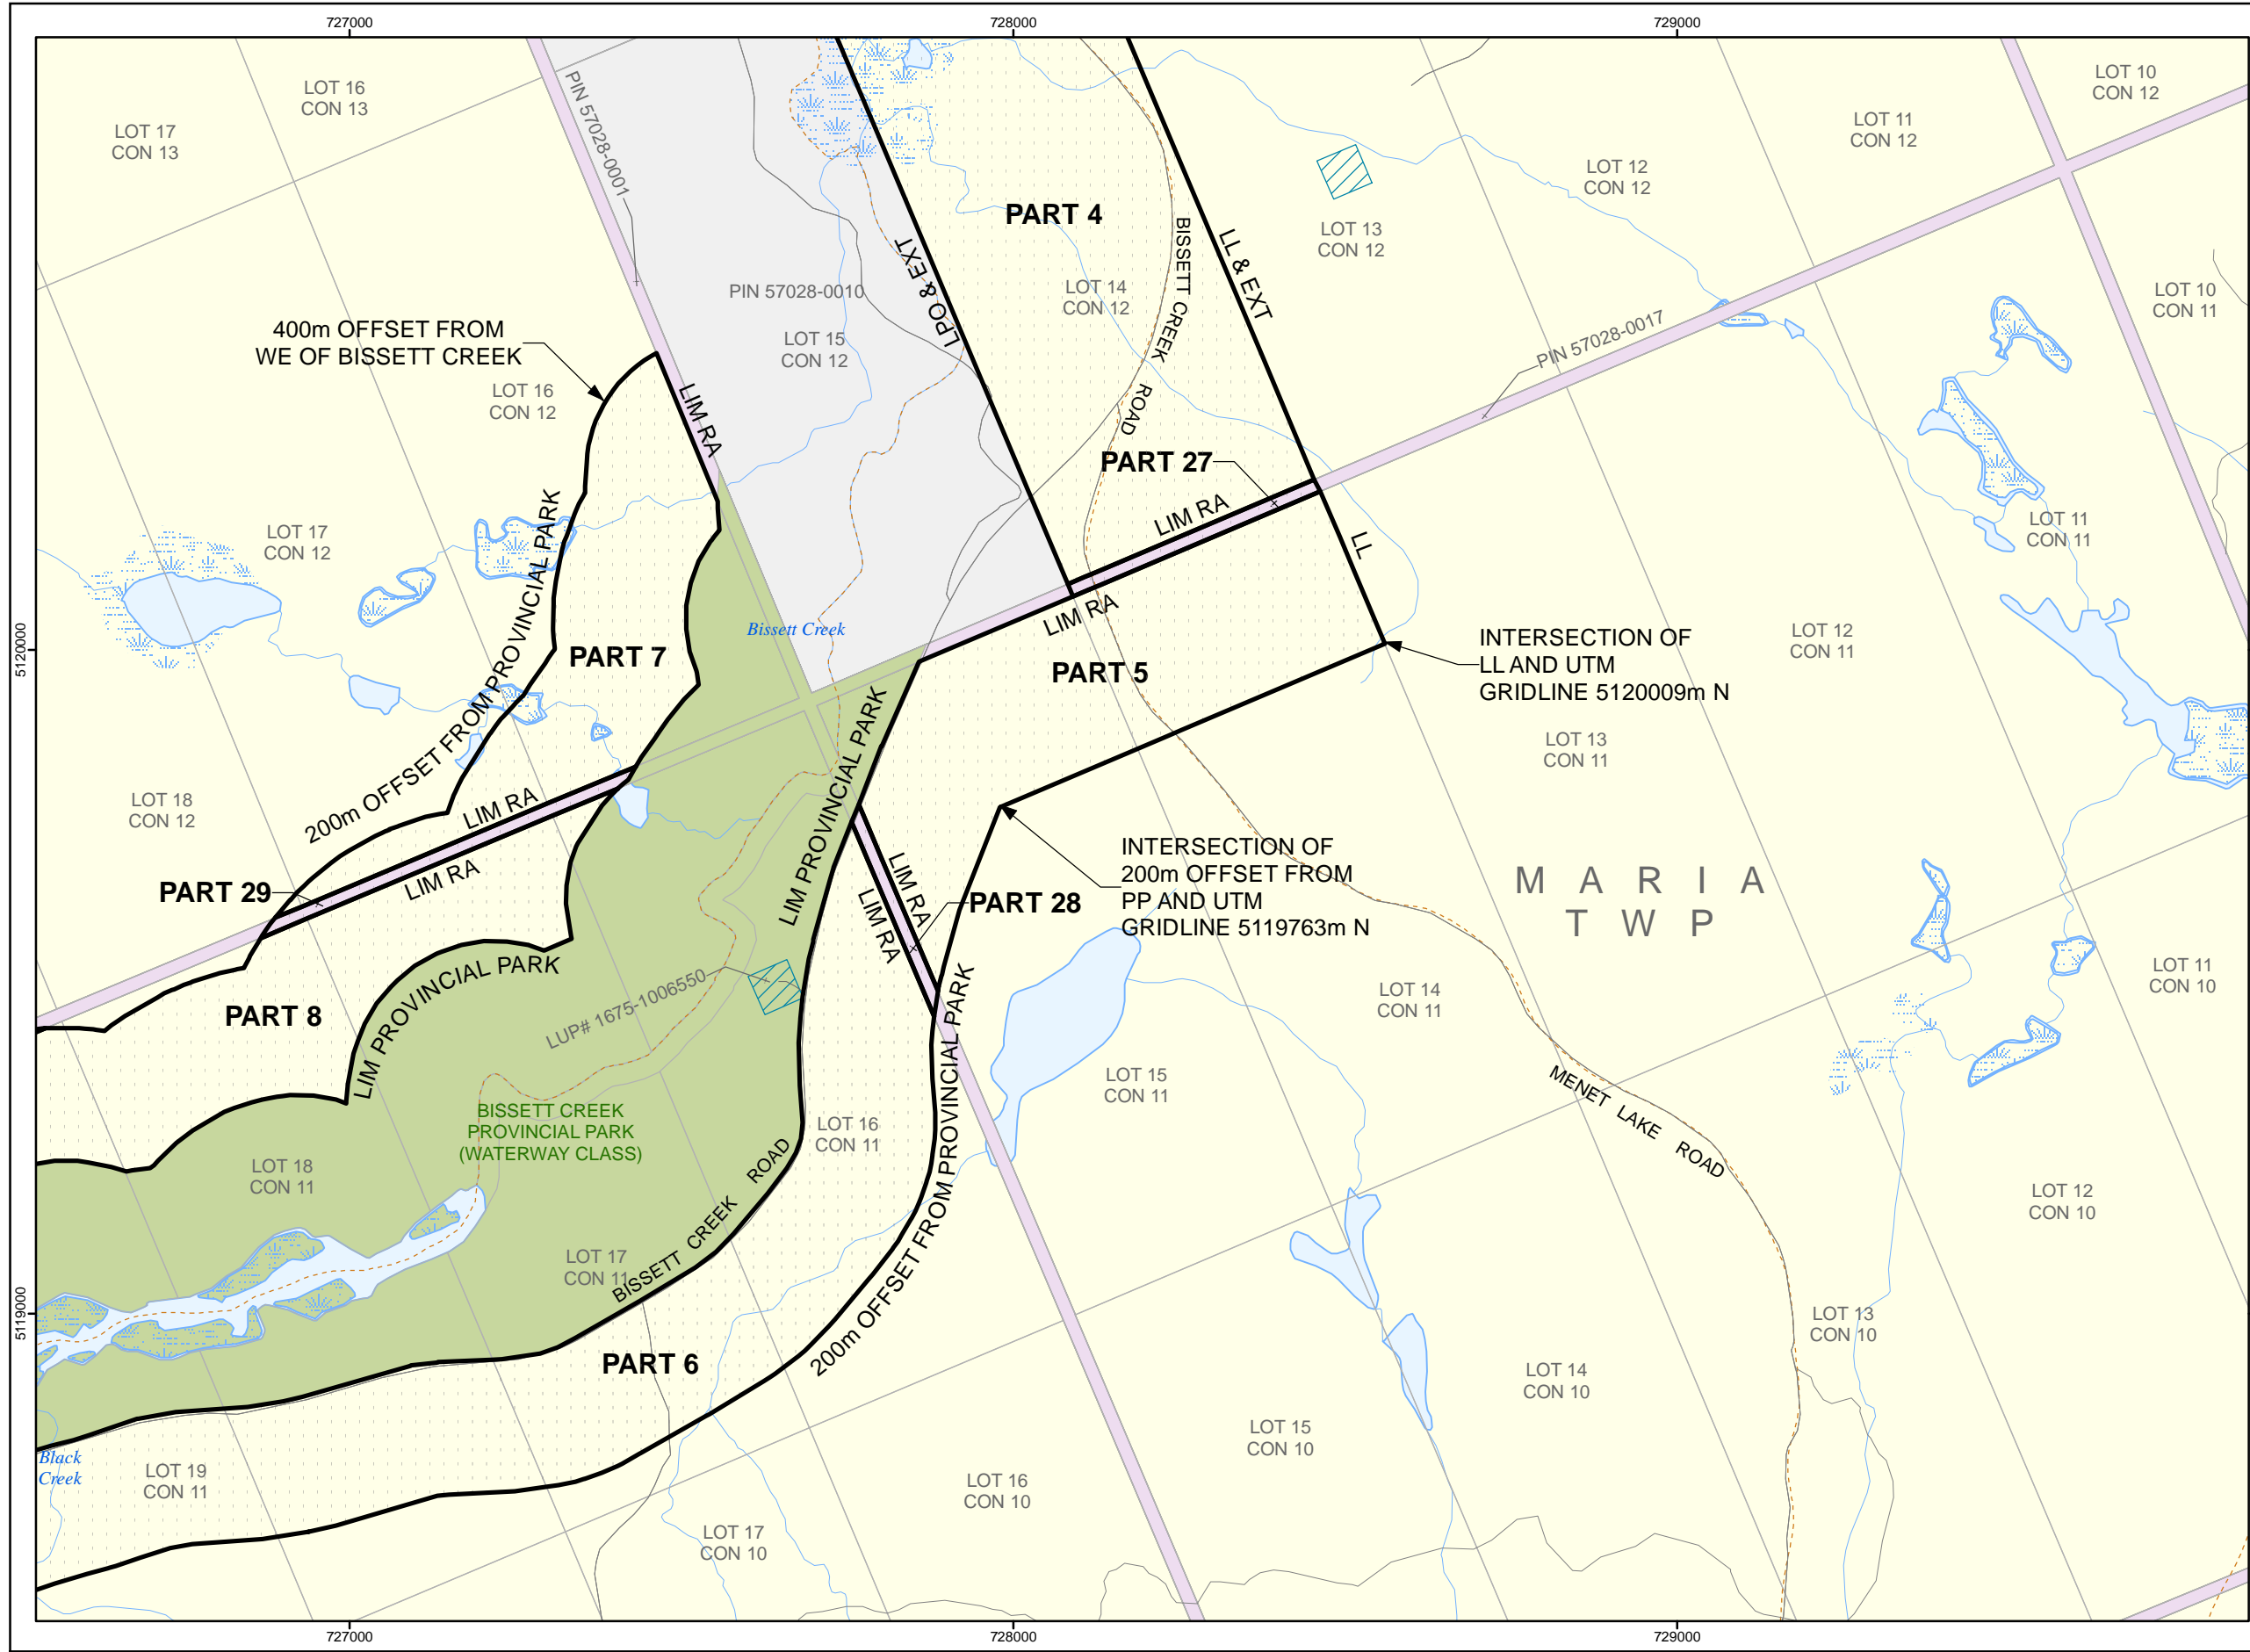 727000
728000
729000
LOT 16
CON 13
LOT 17
CON 13
PIN 57028-0001
LOT 10
CON 12
LOT 11
CON 12
LOT 12
CON 12
PART 4
LOT 13
CON 12
BISSETT CREEK ROAD
LL & EXT
LPO & EXT
PIN 57028-0010
LOT 14
CON 12
LOT 10
CON 11
LOT 15
CON 12
400m OFFSET FROM
WE OF BISSETT CREEK
PIN 57028-0017
LOT 16
CON 12
LIM RA
PART 27
LIM RA
LOT 17
CON 12
LOT 11
CON 11
LL
200m OFFSET FROM PROVINCIAL PARK
LIM RA
Bissett Creek
5120000
PART 7
PART 5
INTERSECTION OF
LL AND UTM
GRIDLINE 5120009m N
LOT 12
CON 11
LOT 13
CON 11
LIM PROVINCIAL PARK
LOT 18
CON 12
LIM RA
LIM RA
PART 29
LIM RA
LIM RA
PART 28
INTERSECTION OF
200m OFFSET FROM
PP AND UTM
GRIDLINE 5119763m N
MARIA
TWP
LOT 11
CON 10
LIM PROVINCIAL PARK
PART 8
LUP# 1675-1006550
LOT 14
CON 11
200m OFFSET FROM PROVINCIAL PARK
LOT 15
CON 11
MENET LAKE ROAD
BISSETT CREEK
PROVINCIAL PARK
(WATERWAY CLASS)
LOT 16
CON 11
LOT 18
CON 11
BISSETT CREEK ROAD
LOT 12
CON 10
LOT 17
CON 11
5119000
LOT 13
CON 10
PART 6
LOT 14
CON 10
LOT 15
CON 10
Black
Creek
LOT 19
CON 11
LOT 16
CON 10
LOT 17
CON 10
727000
728000
729000